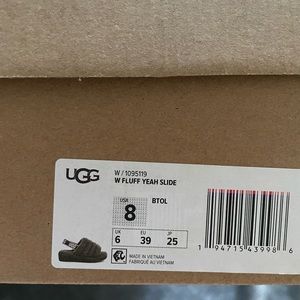 UGG
W / 1095119
W FLUFF YEAH SLIDE
USA
8
BTOL
UK
6
EU
39
JP
25
MADE IN VIETNAM
FABRIQUÉ AU VIETNAM
1 94715 43998 6